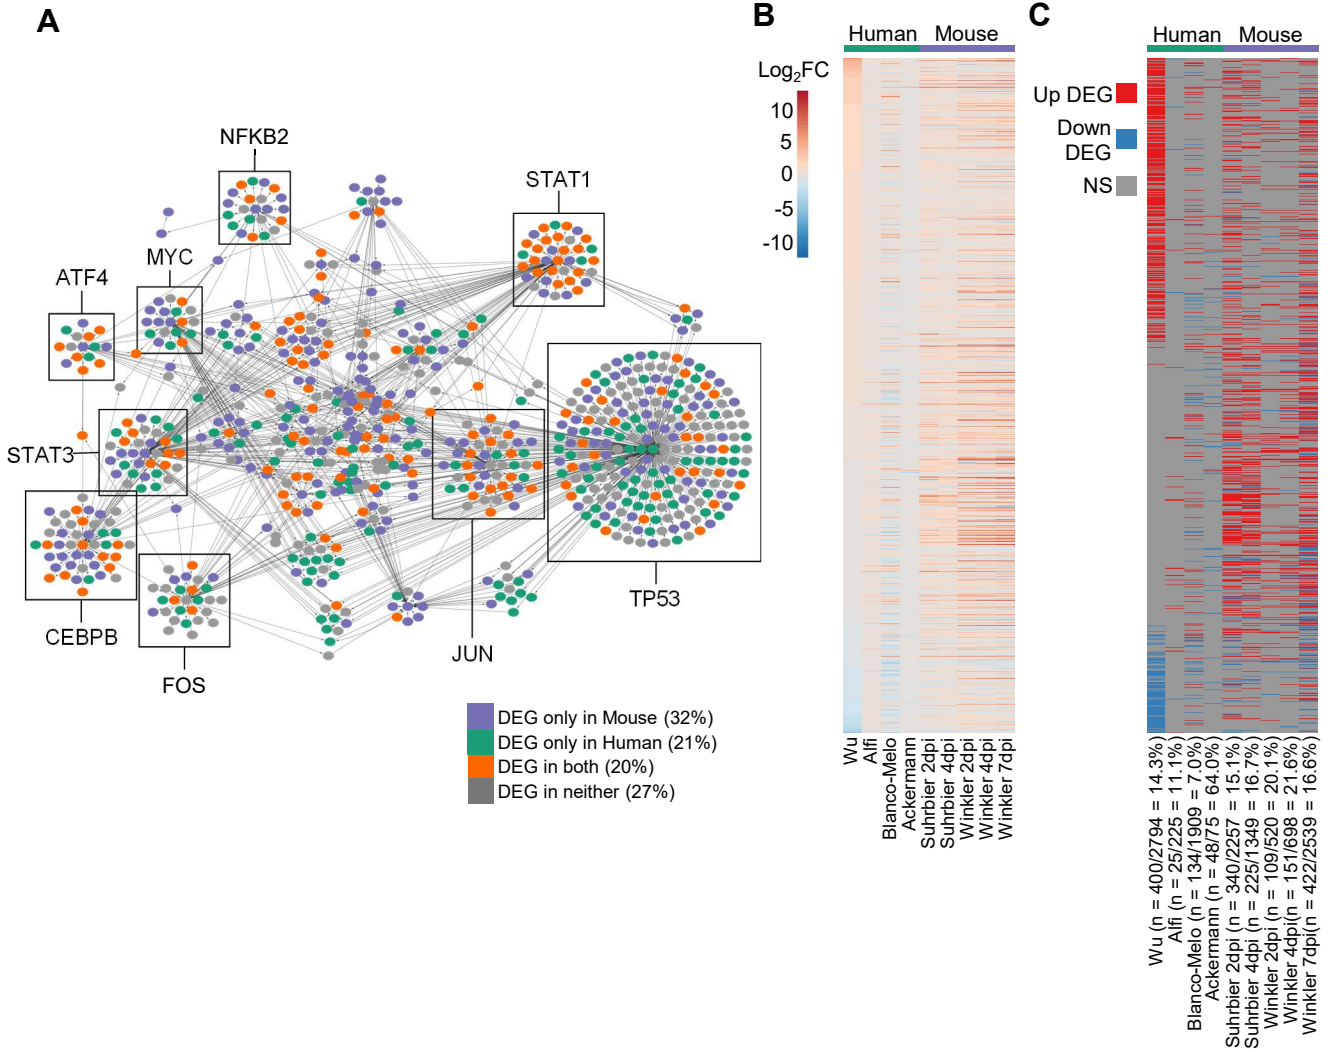 A
NFKB2
STAT1
MYC
ATF4
STAT3
CEBPB
FOS
JUN
TP53
DEG only in Mouse (32%)
DEG only in Human (21%)
DEG in both (20%)
DEG in neither (27%)
B
Human Mouse
Log2FC
10
5
0
-5
-10
Wu
Alfi
Blanco-Melo
Ackermann
Suhrbier 2dpi
Suhrbier 4dpi
Winkler 2dpi
Winkler 4dpi
Winkler 7dpi
C
Human Mouse
Up DEG
Down
DEG
NS
Wu (n = 400/2794 = 14.3%)
Alfi (n = 25/225 = 11.1%)
Blanco-Melo (n = 134/1909 = 7.0%)
Ackermann (n = 48/75 = 64.0%)
Suhrbier 2dpi (n = 340/2257 = 15.1%)
Suhrbier 4dpi (n = 225/1349 = 16.7%)
Winkler 2dpi (n = 109/520 = 20.1%)
Winkler 4dpi(n = 151/698 = 21.6%)
Winkler 7dpi(n = 422/2539 = 16.6%)